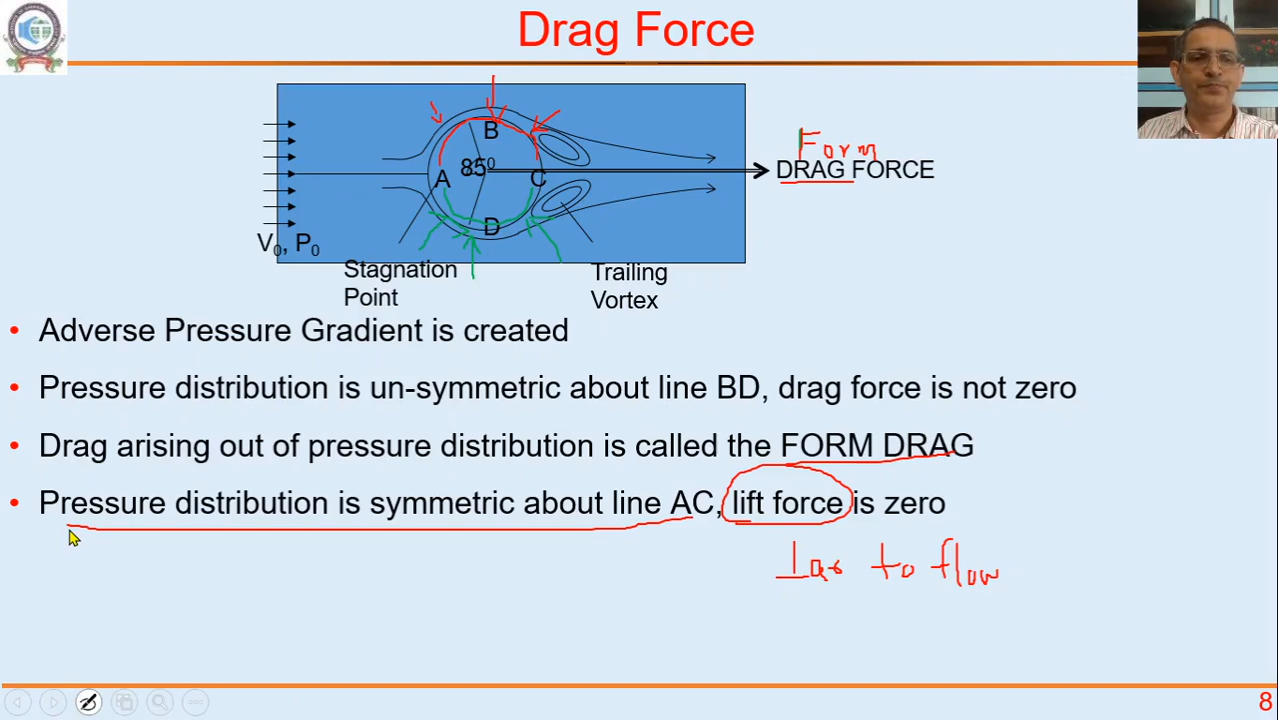 Drag Force
B
85⁰
A
C
D
Form
DRAG FORCE
V₀, P₀
Stagnation
Point
Trailing
Vortex
• Adverse Pressure Gradient is created
• Pressure distribution is un-symmetric about line BD, drag force is not zero
• Drag arising out of pressure distribution is called the FORM DRAG
• Pressure distribution is symmetric about line AC, lift force is zero
to flow
8